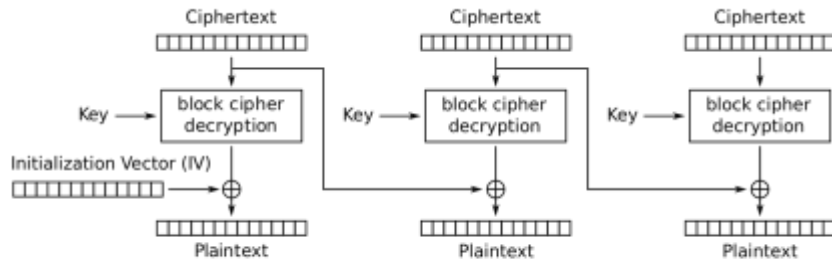 Ciphertext
Ciphertext
Ciphertext
Key
block cipher
decryption
Key
block cipher
decryption
Key
block cipher
decryption
Initialization Vector (IV)
Plaintext
Plaintext
Plaintext